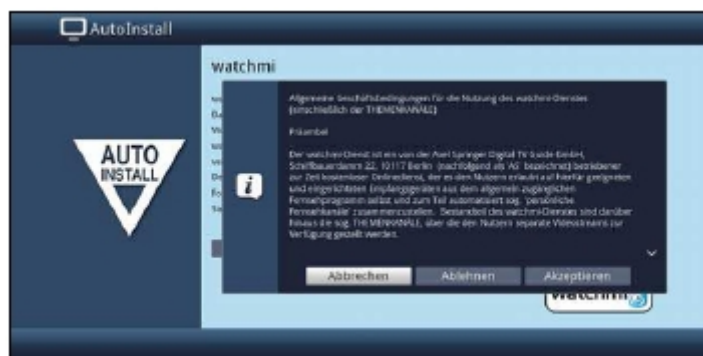 AutoInstall
watchmi
AUTO
INSTALL
Allgemeine Geschäftsbedingungen für die Nutzung des watchmi-Dienstes
(einschließlich der THEMENKANÄLE)
Präambel
Der watchmi-Dienst ist ein von der Axel Springer Digital TV Guide GmbH,
Schiffbauerdamm 22, 10117 Berlin (nachfolgend als 'AS' bezeichnet) betriebener
zur Zeit kostenloser Onlinedienst, der es den Nutzern erlaubt auf hierfür geeigneten
und eingerichteten Empfangsgeräten aus dem allgemein zugänglichen
Fernsehprogramm selbst und zum Teil automatisiert sog. 'persönliche
Fernsehkanäle' zusammenzustellen. Bestandteil des watchmi-Dienstes sind darüber
hinaus die sog. THEMENKANÄLE, über die den Nutzern separate Videostreams zur
Verfügung gestellt werden.
Abbrechen Ablehnen Akzeptieren
watchmi